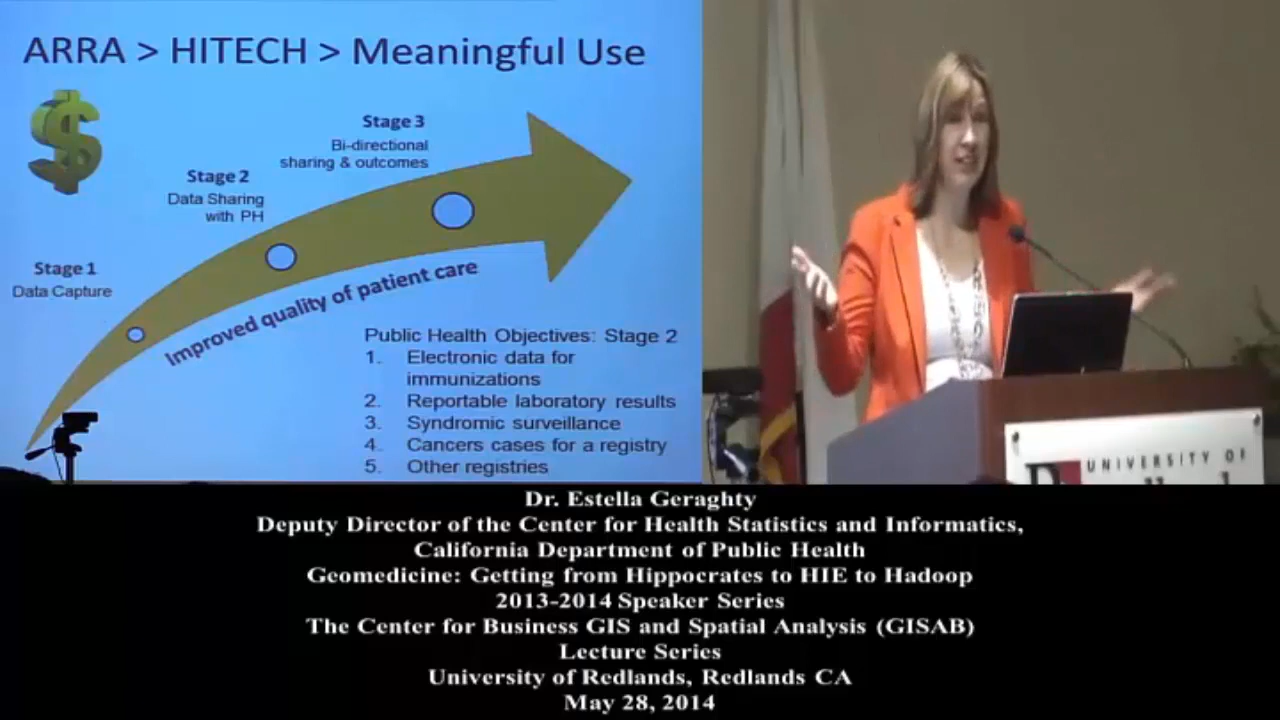 ARRA > HITECH > Meaningful Use
Stage 3
Bi-directional
sharing & outcomes
Stage 2
Data Sharing
with PH
Stage 1
Data Capture
Improved quality of patient care
Public Health Objectives: Stage 2
1. Electronic data for
immunizations
2. Reportable laboratory results
3. Syndromic surveillance
4. Cancers cases for a registry
5. Other registries
UNIVERSITY OF
Dr. Estella Geraghty
Deputy Director of the Center for Health Statistics and Informatics,
California Department of Public Health
Geomedicine: Getting from Hippocrates to HIE to Hadoop
2013-2014 Speaker Series
The Center for Business GIS and Spatial Analysis (GISAB)
Lecture Series
University of Redlands, Redlands CA
May 28, 2014